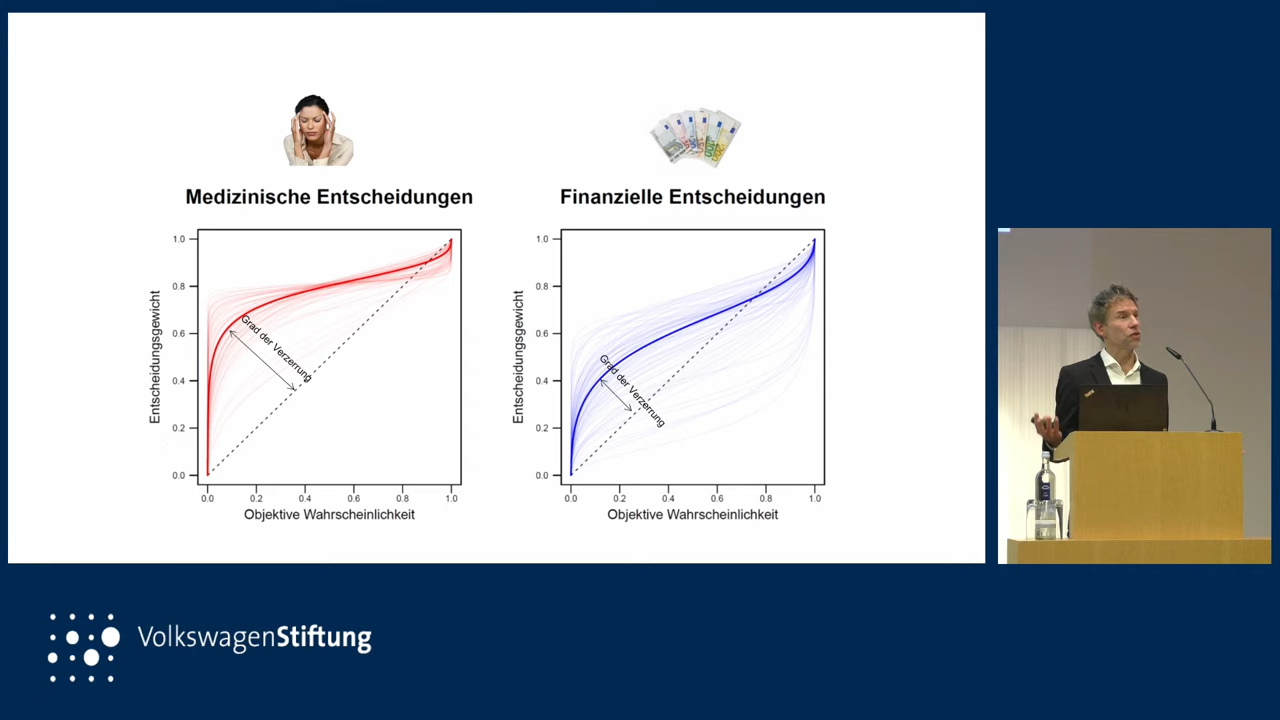 Medizinische Entscheidungen
1.0
0.8
0.6
0.4
0.2
0.0
Entscheidungsgewicht
Grad der Verzerrung
0.0 0.2 0.4 0.6 0.8 1.0
Objektive Wahrscheinlichkeit
Finanzielle Entscheidungen
1.0
0.8
0.6
0.4
0.2
0.0
Entscheidungsgewicht
Grad der Verzerrung
0.0 0.2 0.4 0.6 0.8 1.0
Objektive Wahrscheinlichkeit
VolkswagenStiftung